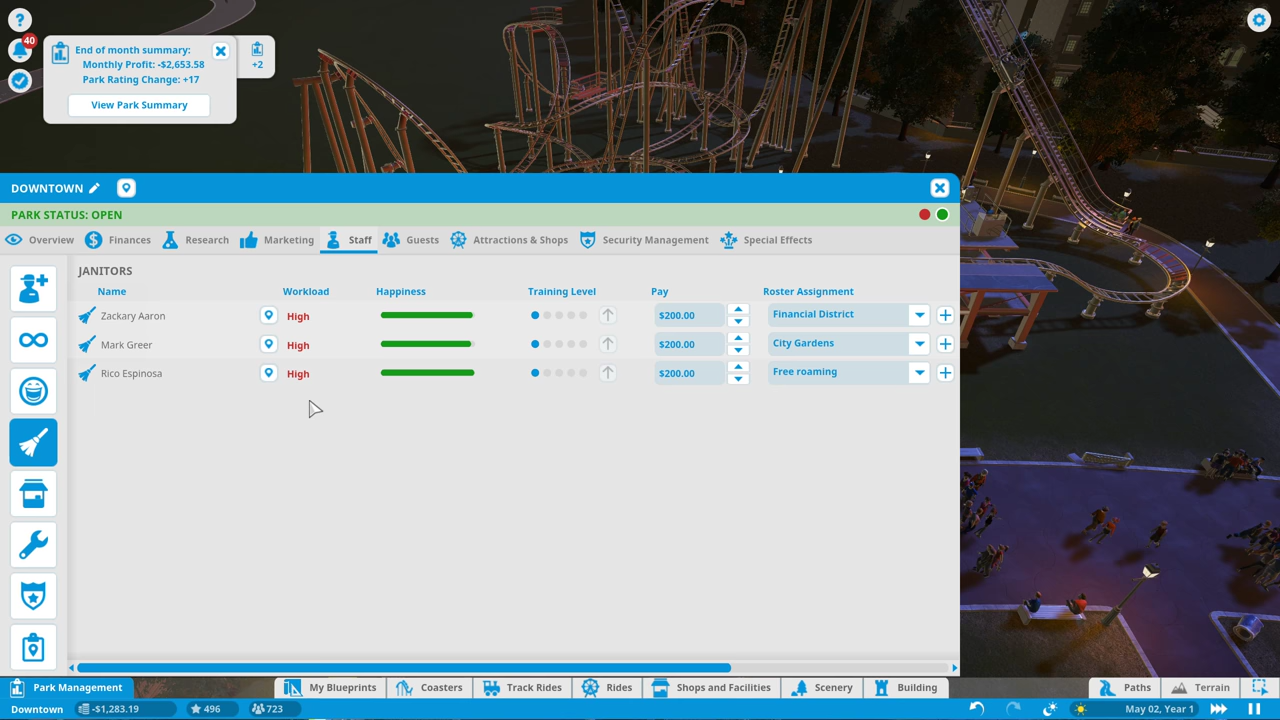 ?
40
End of month summary:
Monthly Profit: -$2,653.58
Park Rating Change: +17
View Park Summary
+2
DOWNTOWN
PARK STATUS: OPEN
Overview
Finances
Research
Marketing
Staff
Guests
Attractions & Shops
Security Management
Special Effects
JANITORS
Name Workload Happiness Training Level Pay Roster Assignment
Zackary Aaron High $200.00 Financial District
Mark Greer High $200.00 City Gardens
Rico Espinosa High $200.00 Free roaming
Park Management
My Blueprints
Coasters
Track Rides
Rides
Shops and Facilities
Scenery
Building
Paths
Terrain
Downtown -$1,283.19 496 723 May 02, Year 1